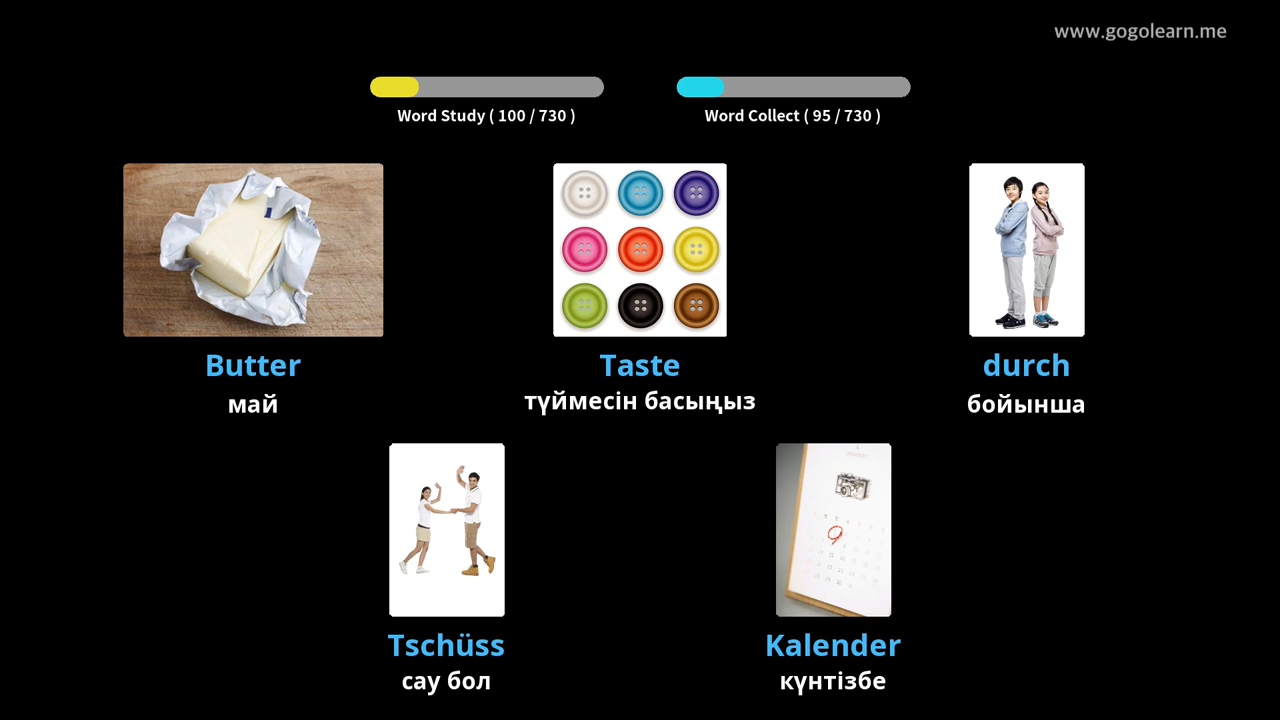 www.gogolearn.me
Word Study ( 100 / 730 )
Word Collect ( 95 / 730 )
Butter
май
Taste
түймесін басыңыз
durch
бойынша
Tschüss
сау бол
Kalender
күнтізбе